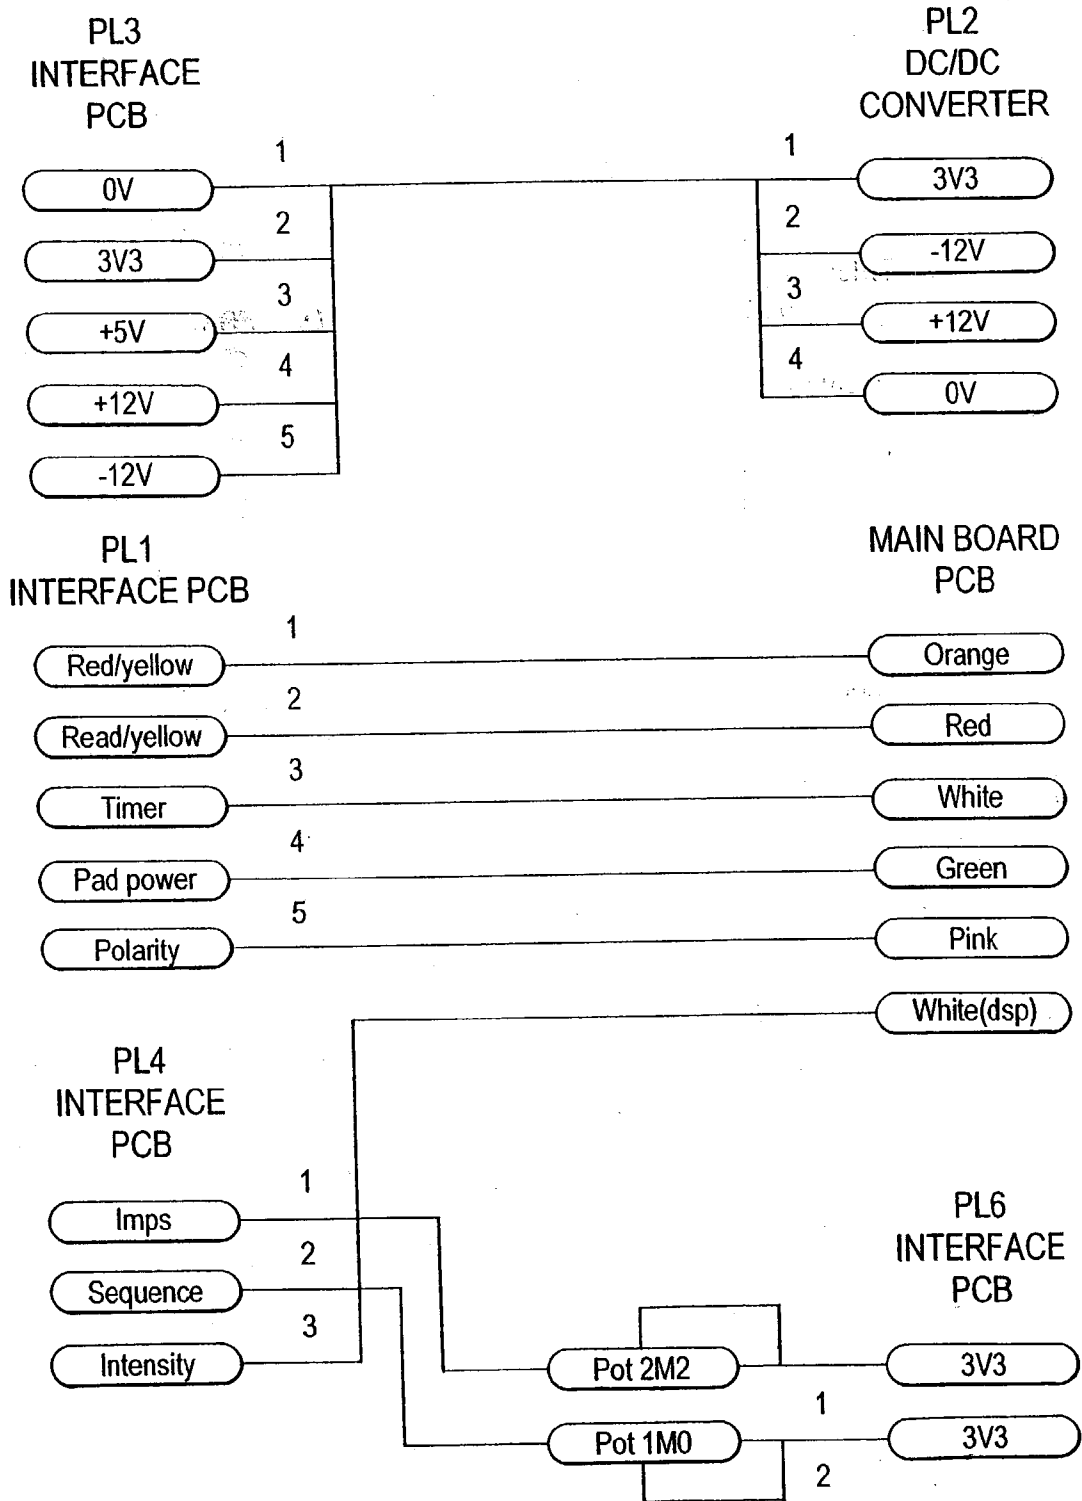 PL3
INTERFACE
PCB
PL2
DC/DC
CONVERTER
1
0V
2
3V3
3
+5V
4
+12V
5
-12V
1
3V3
2
-12V
3
+12V
4
0V
PL1
INTERFACE PCB
MAIN BOARD
PCB
1
Red/yellow
Orange
2
Read/yellow
Red
3
Timer
White
4
Pad power
Green
5
Polarity
Pink
White(dsp)
PL4
INTERFACE
PCB
1
Imps
2
Sequence
3
Intensity
PL6
INTERFACE
PCB
Pot 2M2
3V3
1
Pot 1M0
3V3
2